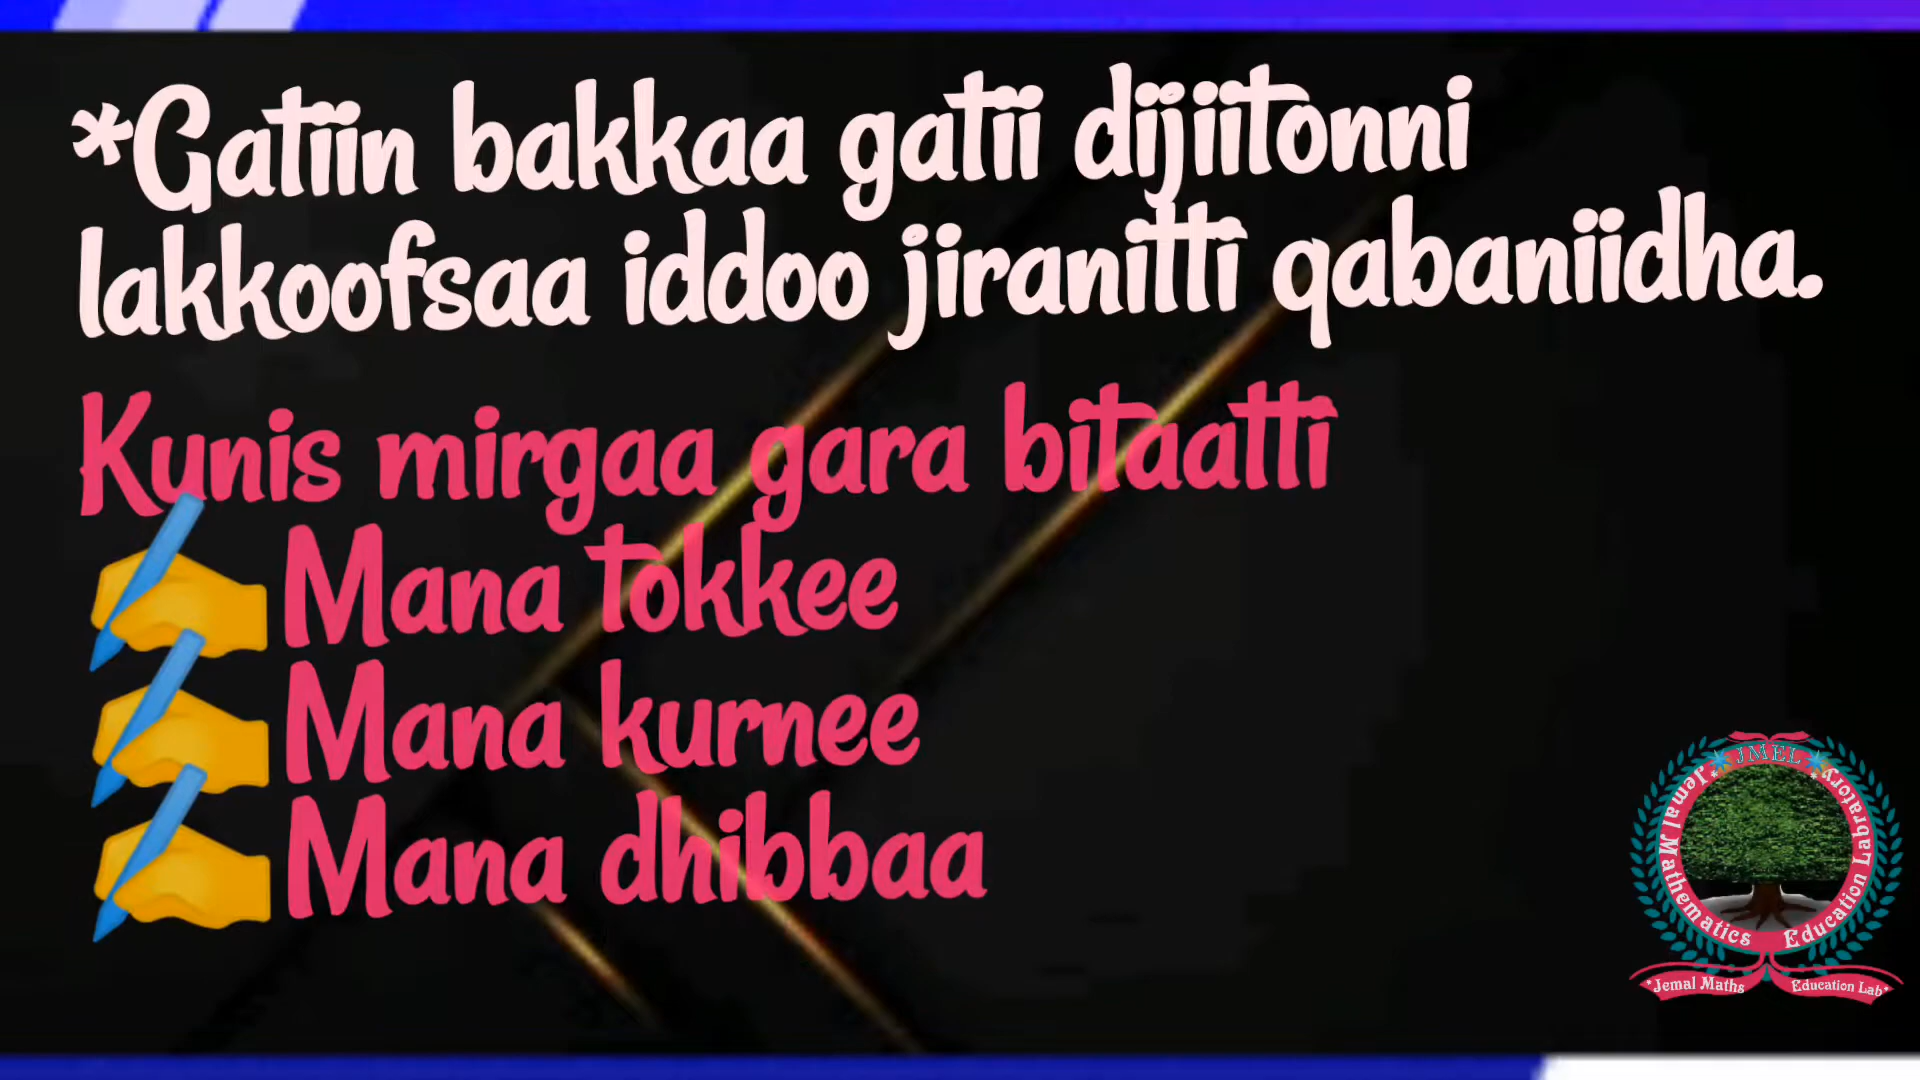 *Gatiin bakkaa gatii dijiitonni
lakkoofsaa iddoo jiranitti qabaniidha.
Kunis mirgaa gara bitaatti
Mana tokkee
Mana kurnee
Mana dhibbaa
JMEL
Jemal Mathematics Education Labratory
*Jemal Maths Education Lab*